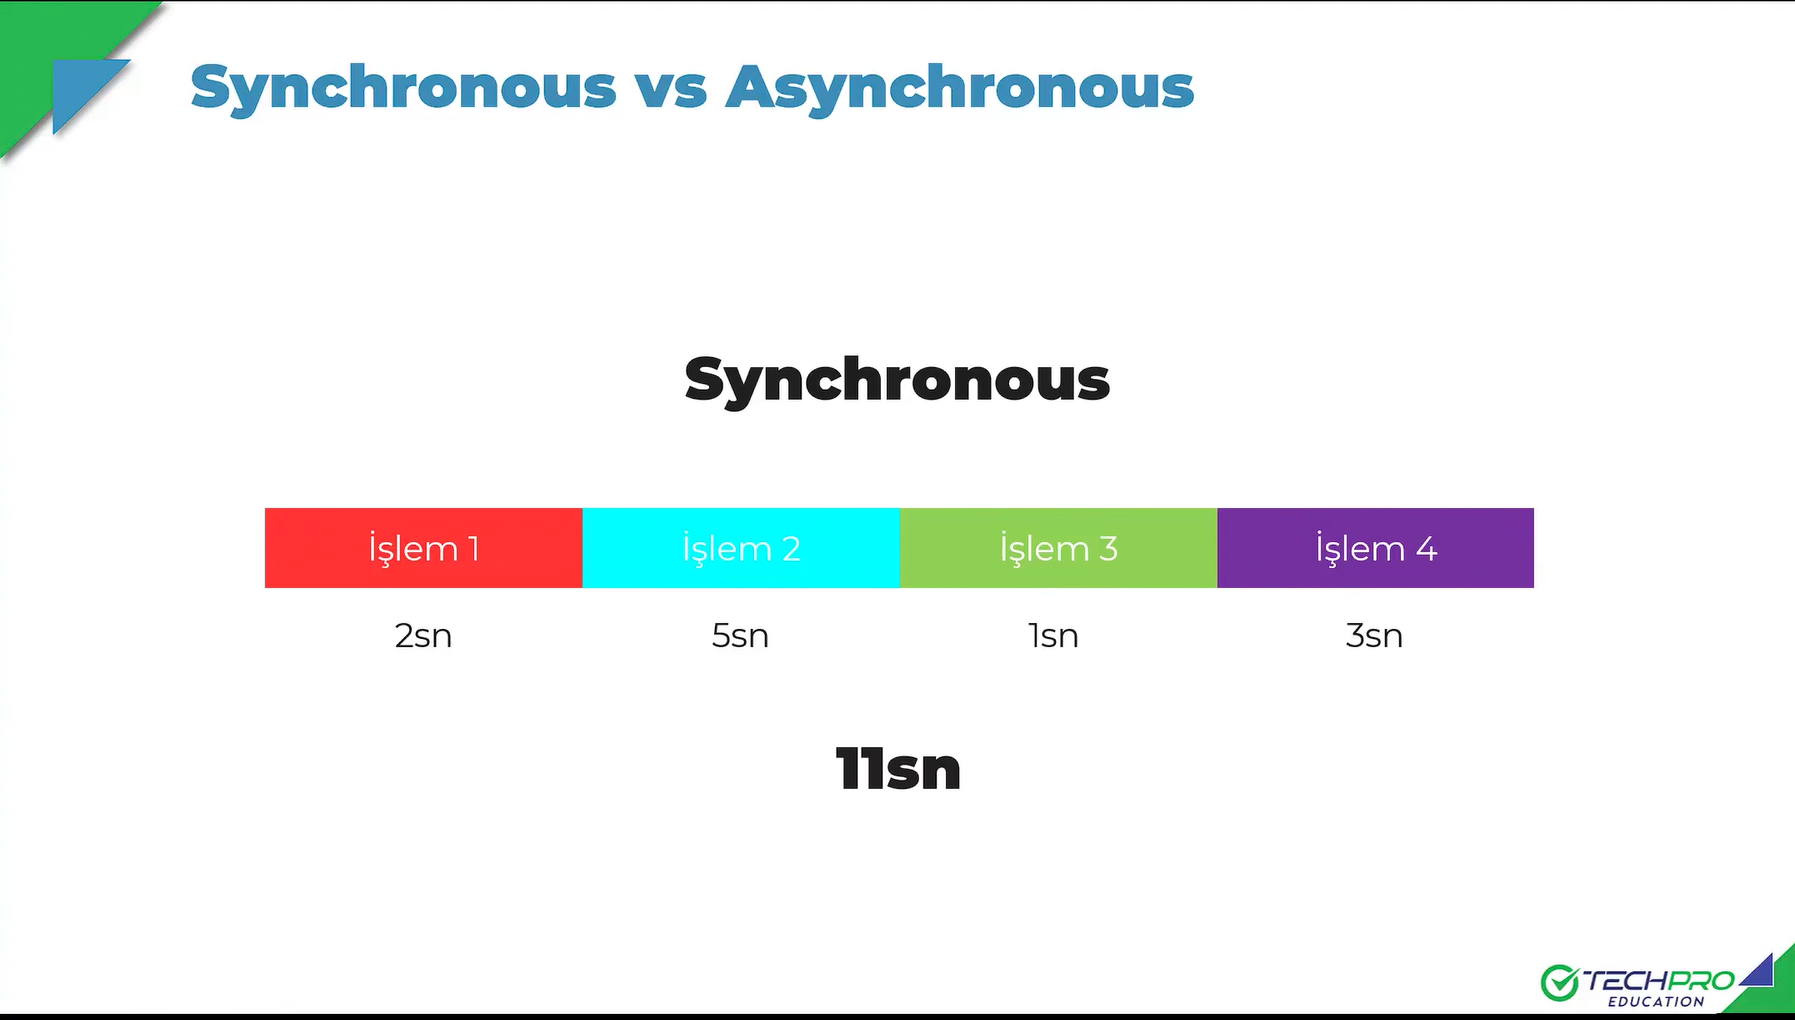 Synchronous vs Asynchronous
Synchronous
İşlem 1 İşlem 2 İşlem 3 İşlem 4
2sn 5sn 1sn 3sn
11sn
TECHPRO
EDUCATION